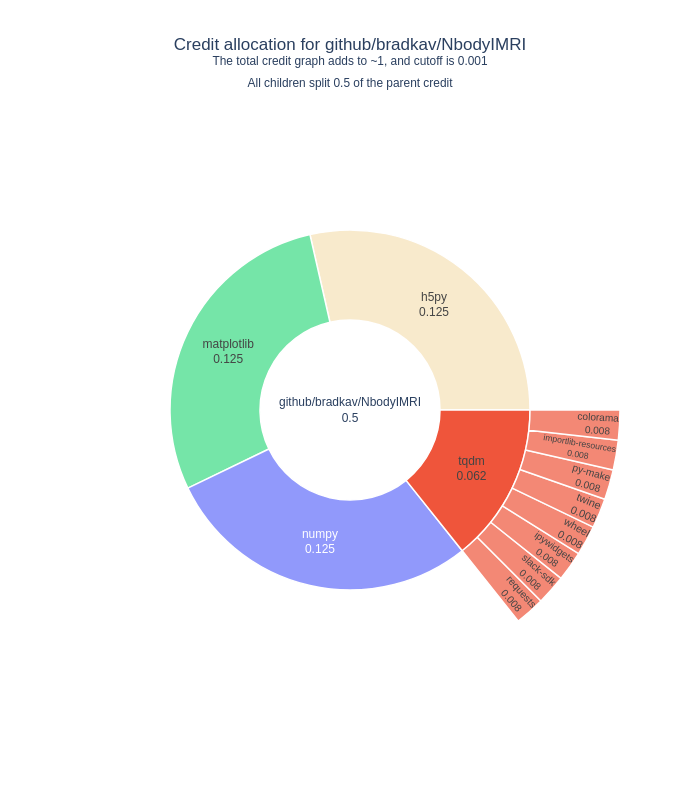 Credit allocation for github/bradkav/NbodyIMRI
The total credit graph adds to ~1, and cutoff is 0.001
All children split 0.5 of the parent credit
h5py
0.125
matplotlib
0.125
github/bradkav/NbodyIMRI
0.5
numpy
0.125
tqdm
0.062
colorama
0.008
importlib-resources
0.008
py-make
0.008
twine
0.008
wheel
0.008
ipywidgets
0.008
slack-sdk
0.008
requests
0.008